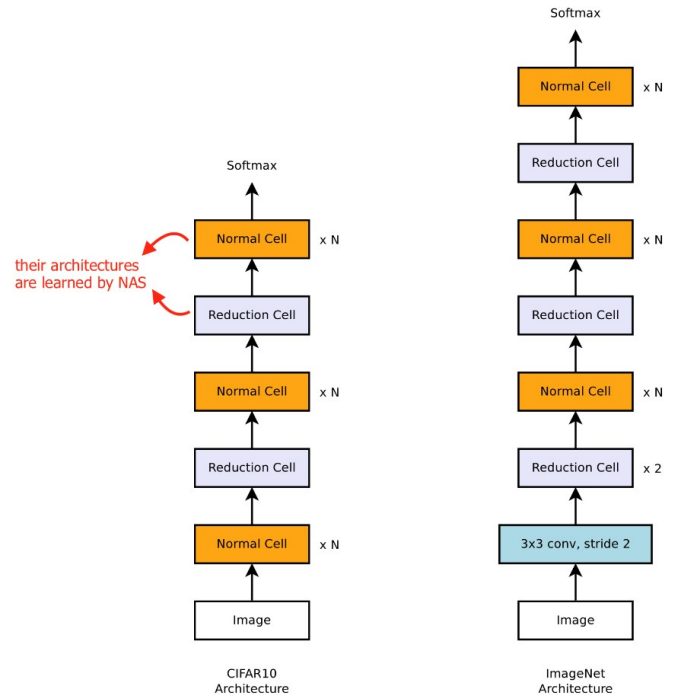 Softmax
Normal Cell
x N
Reduction Cell
Normal Cell
x N
Reduction Cell
Normal Cell
x N
Image
CIFAR10
Architecture
their architectures
are learned by NAS
Softmax
Normal Cell
x N
Reduction Cell
Normal Cell
x N
Reduction Cell
Normal Cell
x N
Reduction Cell
x 2
3x3 conv, stride 2
Image
ImageNet
Architecture